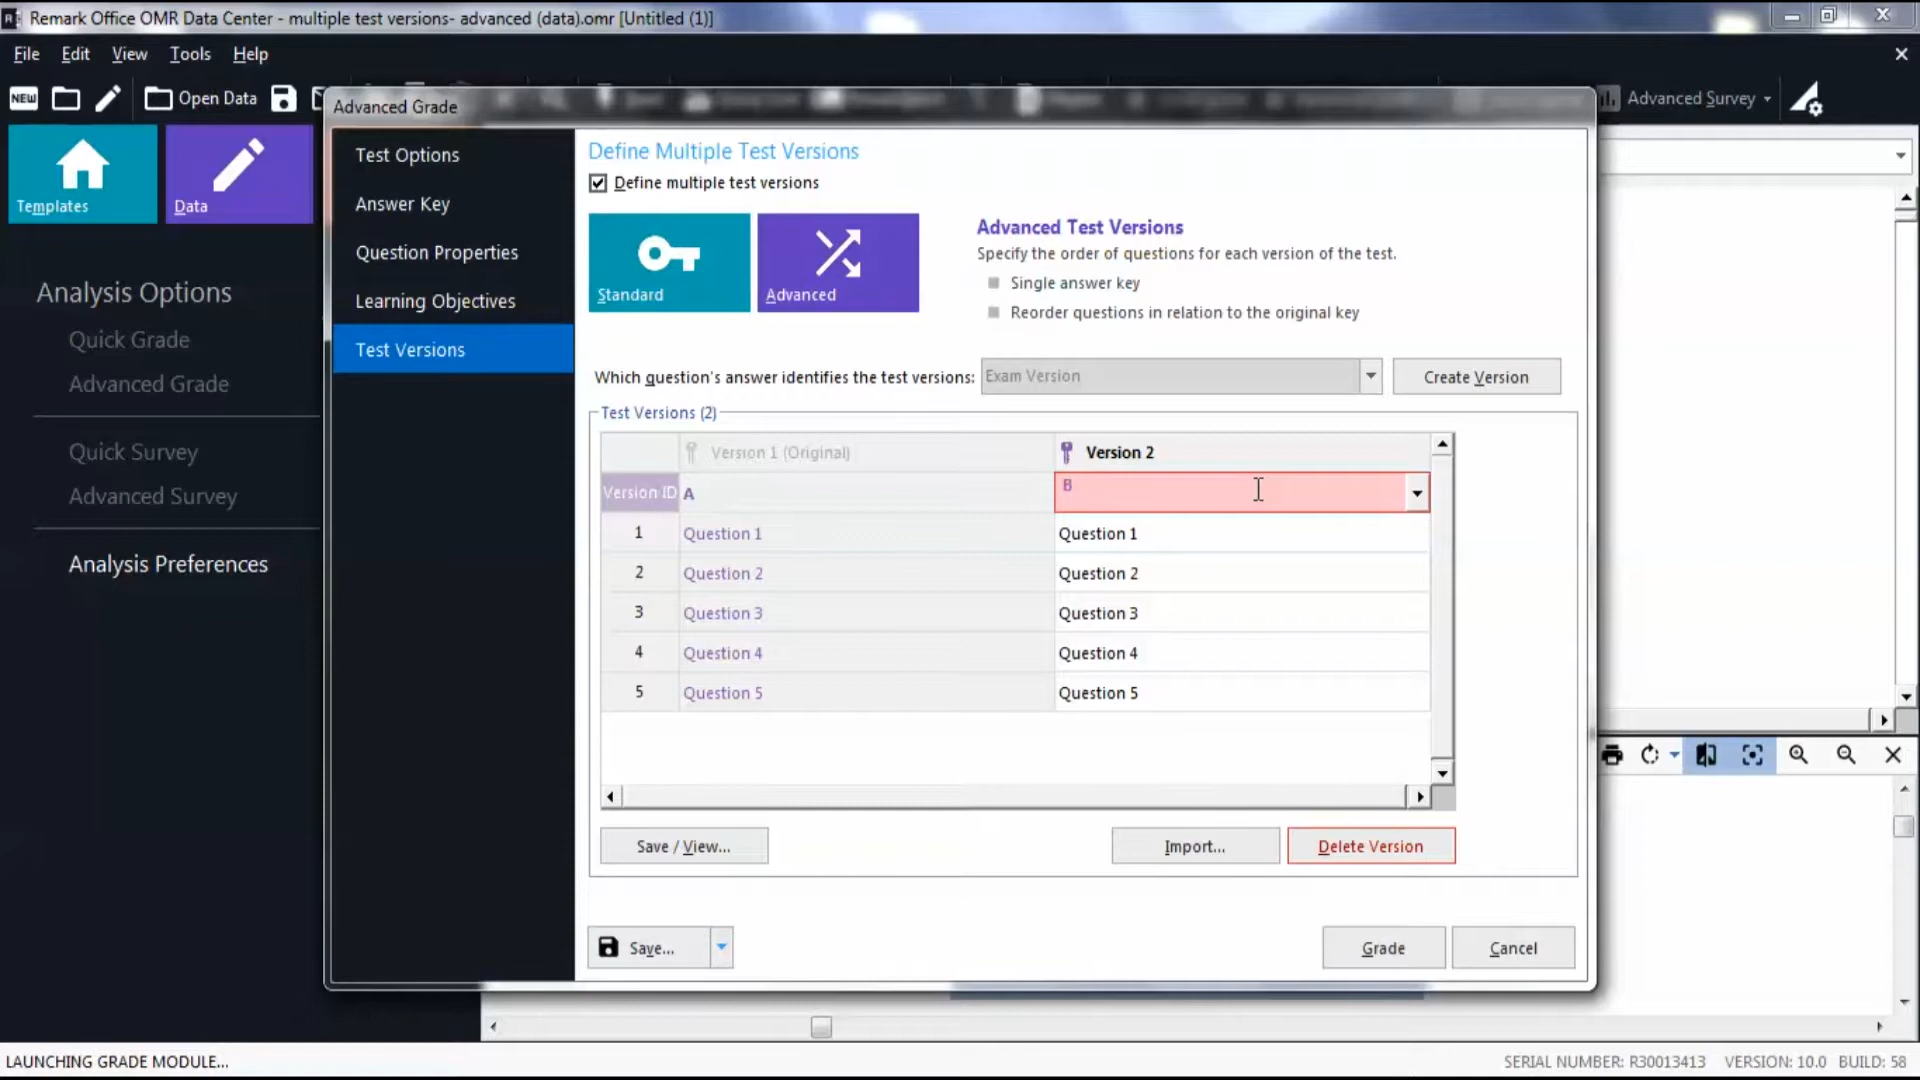 Remark Office OMR Data Center - multiple test versions- advanced (data).omr [Untitled (1)]
File Edit View Tools Help
NEW Open Data Advanced Survey
Templates Data
Analysis Options
Quick Grade
Advanced Grade
Quick Survey
Advanced Survey
Analysis Preferences
Advanced Grade
Test Options
Answer Key
Question Properties
Learning Objectives
Test Versions
Define Multiple Test Versions
Define multiple test versions
Standard Advanced
Advanced Test Versions
Specify the order of questions for each version of the test.
Single answer key
Reorder questions in relation to the original key
Which question's answer identifies the test versions: Exam Version Create Version
Test Versions (2)
Version 1 (Original) Version 2
Version ID A B
1 Question 1 Question 1
2 Question 2 Question 2
3 Question 3 Question 3
4 Question 4 Question 4
5 Question 5 Question 5
Save / View... Import... Delete Version
Save... Grade Cancel
LAUNCHING GRADE MODULE... SERIAL NUMBER: R30013413 VERSION: 10.0 BUILD: 58